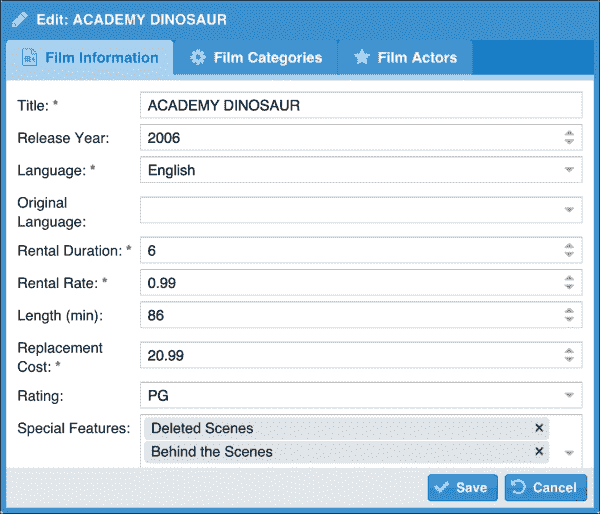 Edit: ACADEMY DINOSAUR
Film Information Film Categories Film Actors
Title: * ACADEMY DINOSAUR
Release Year: 2006
Language: * English
Original
Language:
Rental Duration: * 6
Rental Rate: * 0.99
Length (min): 86
Replacement
Cost: * 20.99
Rating: PG
Special Features: Deleted Scenes
Behind the Scenes
Save Cancel